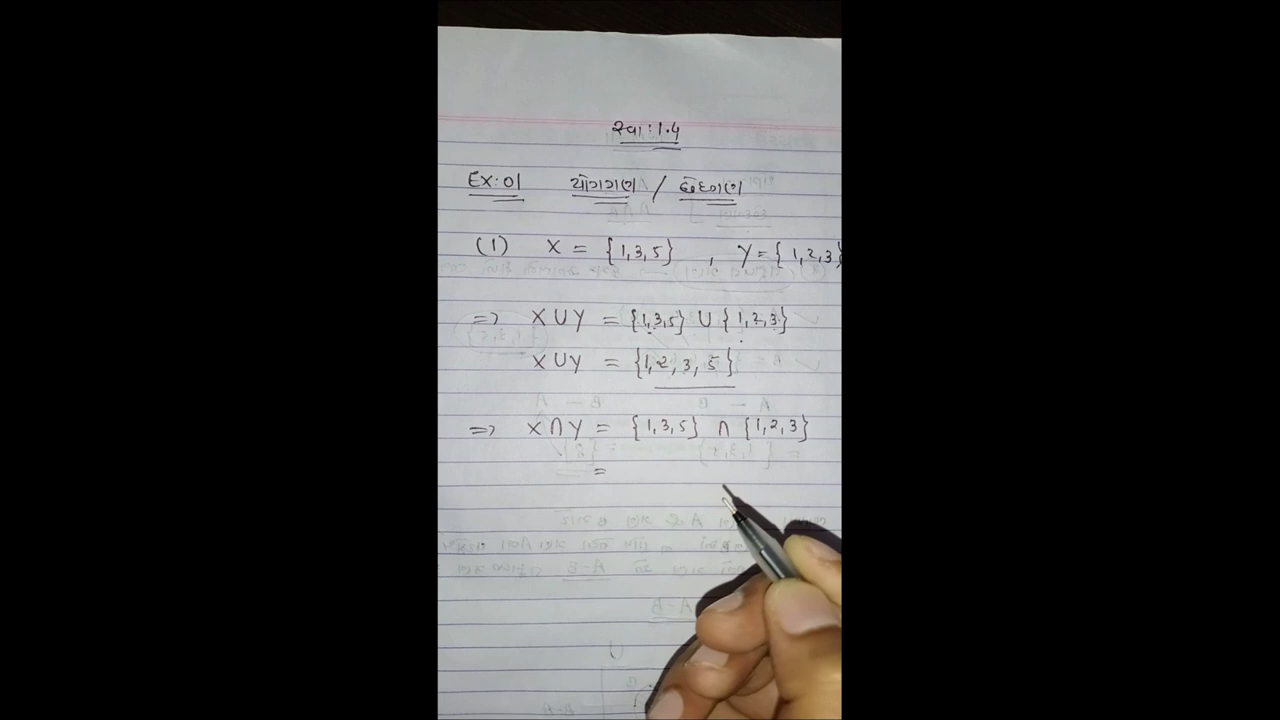 સ્વા : 1.4
Ex: 01 યોગગણ / છેદગણ
(1) X = {1,3,5} , Y = {1,2,3}
=> X ∪ Y = {1,3,5} ∪ {1,2,3}
X ∪ Y = {1,2,3,5}
=> X ∩ Y = {1,3,5} ∩ {1,2,3}
=